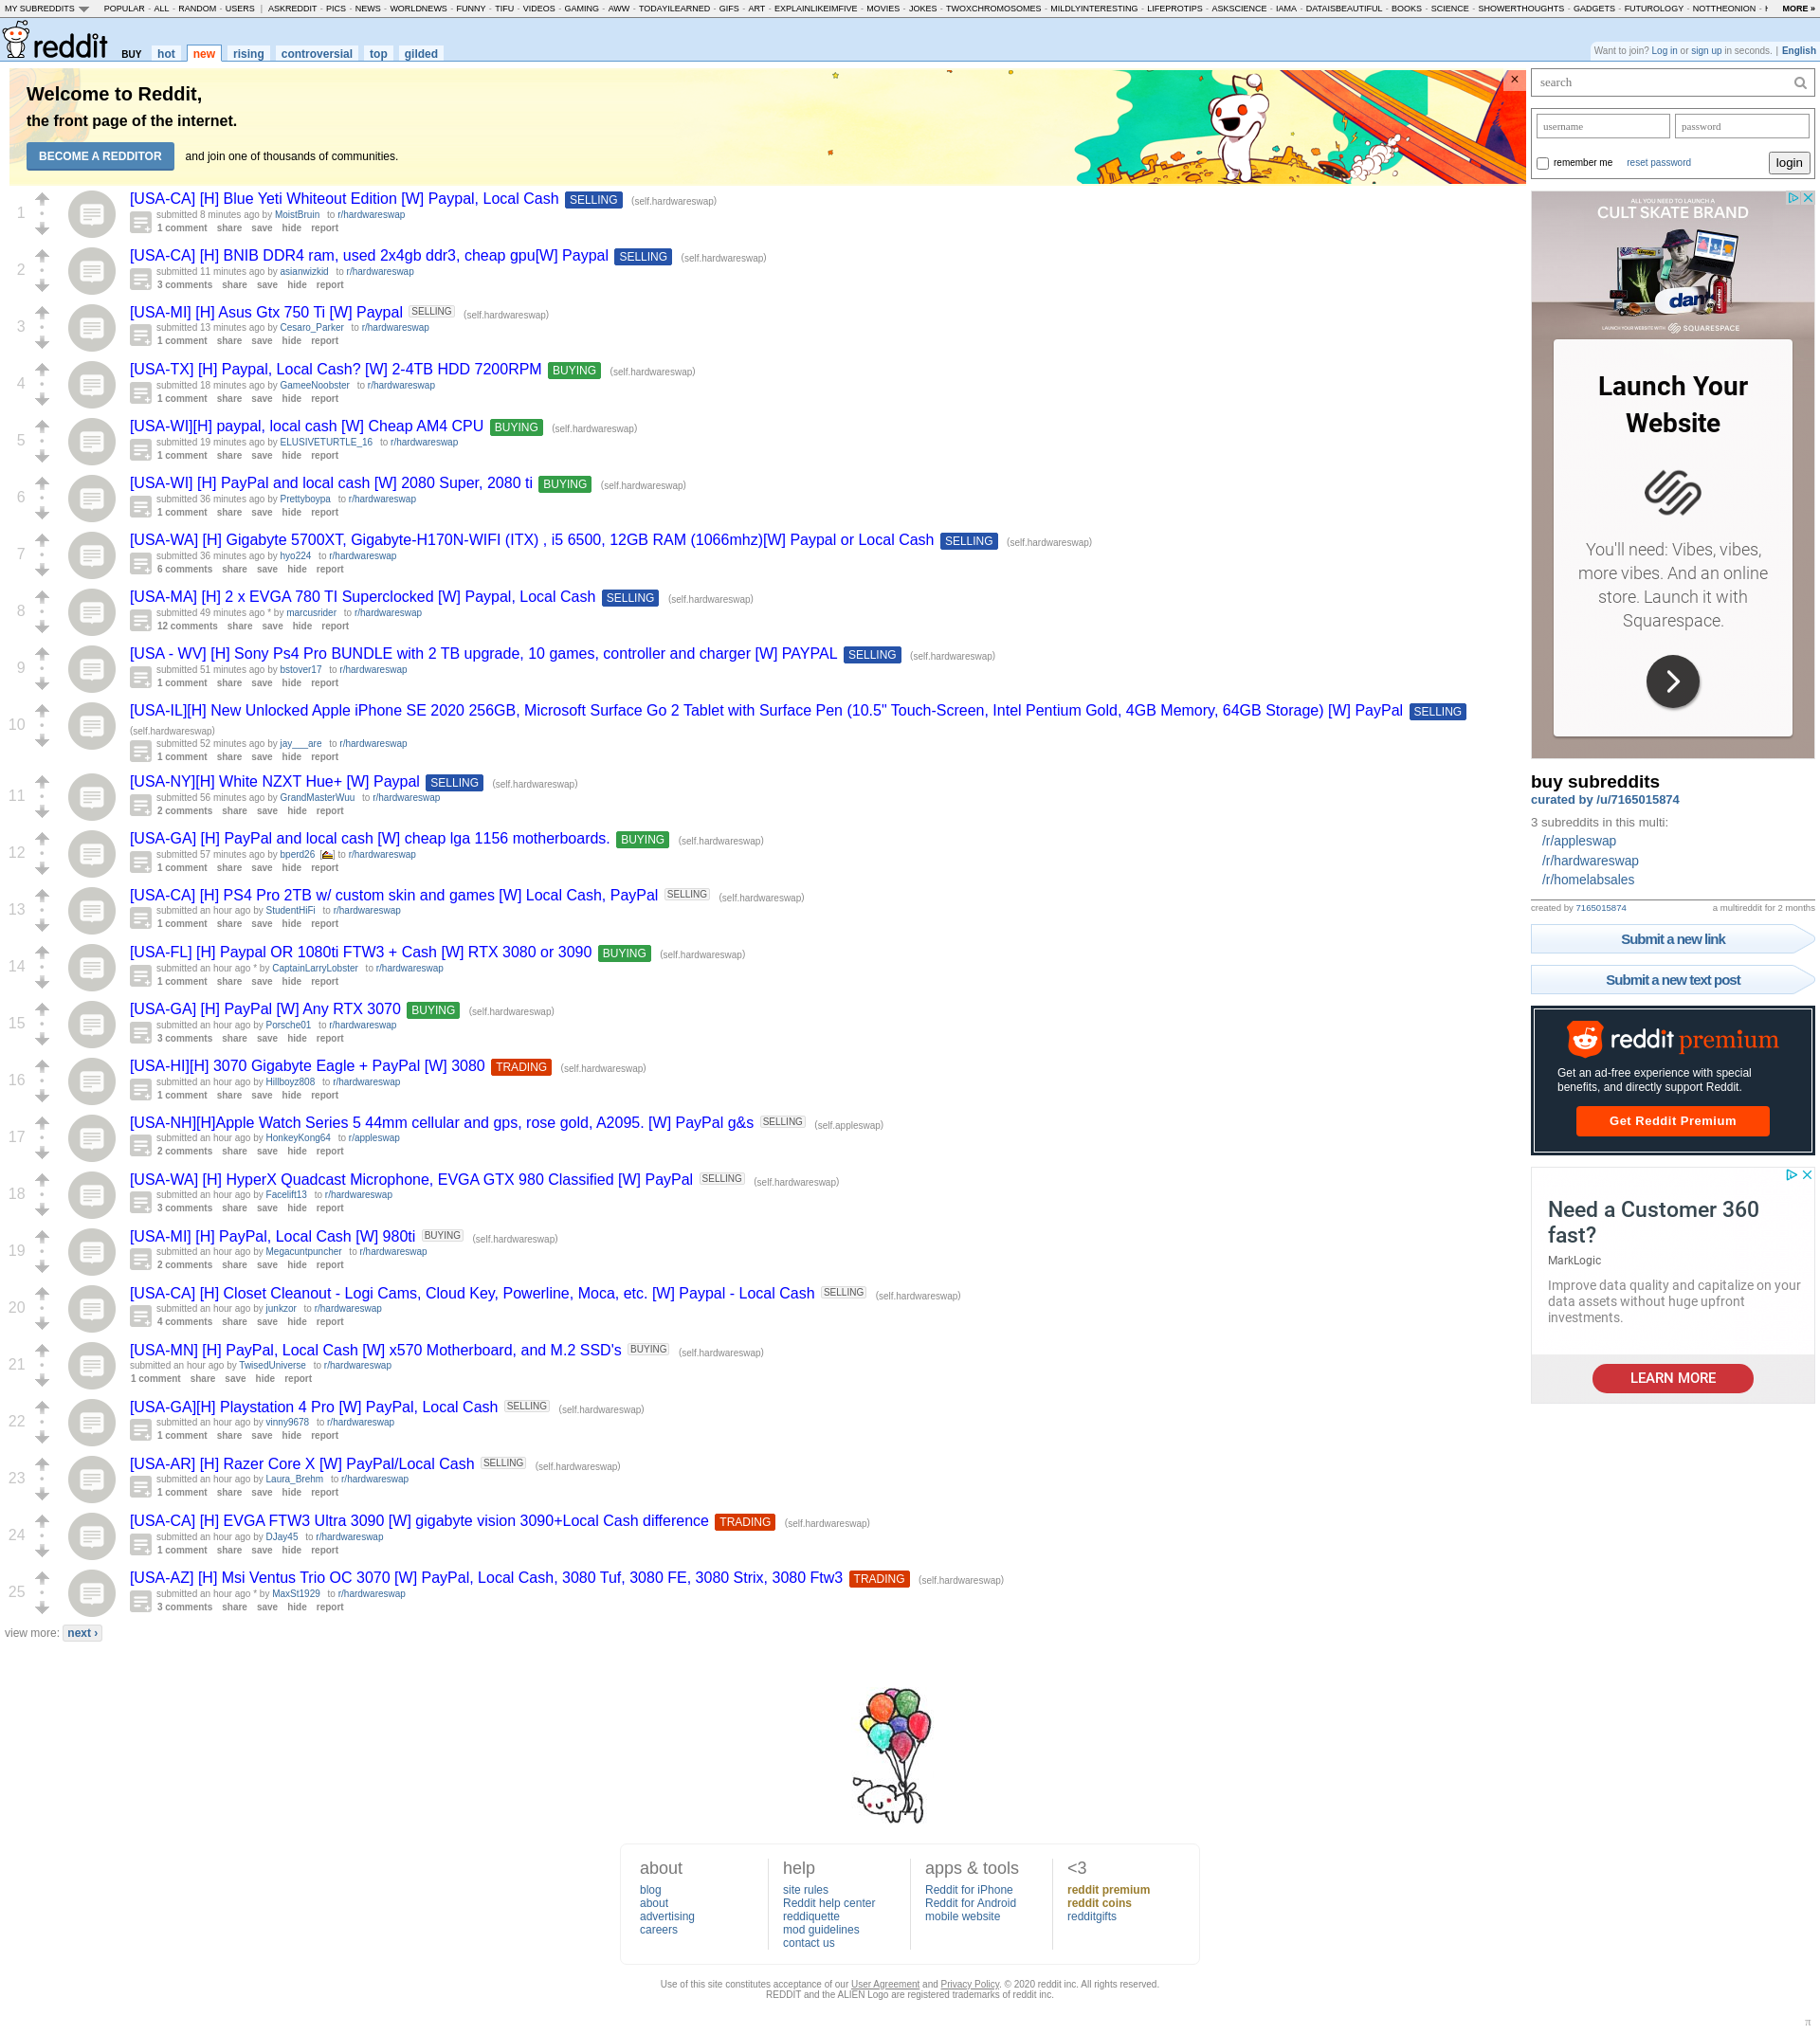 MY SUBREDDITS POPULAR - ALL - RANDOM - USERS | ASKREDDIT - PICS - NEWS - WORLDNEWS - FUNNY - TIFU - VIDEOS - GAMING - AWW - TODAYILEARNED - GIFS - ART - EXPLAINLIKEIMFIVE - MOVIES - JOKES - TWOXCHROMOSOMES - MILDLYINTERESTING - LIFEPROTIPS - ASKSCIENCE - IAMA - DATAISBEAUTIFUL - BOOKS - SCIENCE - SHOWERTHOUGHTS - GADGETS - FUTUROLOGY - NOTTHEONION - MORE »
reddit BUY hot new rising controversial top gilded
Want to join? Log in or sign up in seconds. | English
Welcome to Reddit,
the front page of the internet.
BECOME A REDDITOR and join one of thousands of communities.
×
1
[USA-CA] [H] Blue Yeti Whiteout Edition [W] Paypal, Local Cash SELLING (self.hardwareswap)
submitted 8 minutes ago by MoistBruin to r/hardwareswap
1 comment share save hide report
2
[USA-CA] [H] BNIB DDR4 ram, used 2x4gb ddr3, cheap gpu[W] Paypal SELLING (self.hardwareswap)
submitted 11 minutes ago by asianwizkid to r/hardwareswap
3 comments share save hide report
3
[USA-MI] [H] Asus Gtx 750 Ti [W] Paypal SELLING (self.hardwareswap)
submitted 13 minutes ago by Cesaro_Parker to r/hardwareswap
1 comment share save hide report
4
[USA-TX] [H] Paypal, Local Cash? [W] 2-4TB HDD 7200RPM BUYING (self.hardwareswap)
submitted 18 minutes ago by GameeNoobster to r/hardwareswap
1 comment share save hide report
5
[USA-WI][H] paypal, local cash [W] Cheap AM4 CPU BUYING (self.hardwareswap)
submitted 19 minutes ago by ELUSIVETURTLE_16 to r/hardwareswap
1 comment share save hide report
6
[USA-WI] [H] PayPal and local cash [W] 2080 Super, 2080 ti BUYING (self.hardwareswap)
submitted 36 minutes ago by Prettyboypa to r/hardwareswap
1 comment share save hide report
7
[USA-WA] [H] Gigabyte 5700XT, Gigabyte-H170N-WIFI (ITX) , i5 6500, 12GB RAM (1066mhz)[W] Paypal or Local Cash SELLING (self.hardwareswap)
submitted 36 minutes ago by hyo224 to r/hardwareswap
6 comments share save hide report
8
[USA-MA] [H] 2 x EVGA 780 TI Superclocked [W] Paypal, Local Cash SELLING (self.hardwareswap)
submitted 49 minutes ago * by marcusrider to r/hardwareswap
12 comments share save hide report
9
[USA - WV] [H] Sony Ps4 Pro BUNDLE with 2 TB upgrade, 10 games, controller and charger [W] PAYPAL SELLING (self.hardwareswap)
submitted 51 minutes ago by bstover17 to r/hardwareswap
1 comment share save hide report
10
[USA-IL][H] New Unlocked Apple iPhone SE 2020 256GB, Microsoft Surface Go 2 Tablet with Surface Pen (10.5" Touch-Screen, Intel Pentium Gold, 4GB Memory, 64GB Storage) [W] PayPal SELLING
(self.hardwareswap)
submitted 52 minutes ago by jay___are to r/hardwareswap
1 comment share save hide report
11
[USA-NY][H] White NZXT Hue+ [W] Paypal SELLING (self.hardwareswap)
submitted 56 minutes ago by GrandMasterWuu to r/hardwareswap
2 comments share save hide report
12
[USA-GA] [H] PayPal and local cash [W] cheap lga 1156 motherboards. BUYING (self.hardwareswap)
submitted 57 minutes ago by bperd26 [] to r/hardwareswap
1 comment share save hide report
13
[USA-CA] [H] PS4 Pro 2TB w/ custom skin and games [W] Local Cash, PayPal SELLING (self.hardwareswap)
submitted an hour ago by StudentHiFi to r/hardwareswap
1 comment share save hide report
14
[USA-FL] [H] Paypal OR 1080ti FTW3 + Cash [W] RTX 3080 or 3090 BUYING (self.hardwareswap)
submitted an hour ago * by CaptainLarryLobster to r/hardwareswap
1 comment share save hide report
15
[USA-GA] [H] PayPal [W] Any RTX 3070 BUYING (self.hardwareswap)
submitted an hour ago by Porsche01 to r/hardwareswap
3 comments share save hide report
16
[USA-HI][H] 3070 Gigabyte Eagle + PayPal [W] 3080 TRADING (self.hardwareswap)
submitted an hour ago by Hillboyz808 to r/hardwareswap
1 comment share save hide report
17
[USA-NH][H]Apple Watch Series 5 44mm cellular and gps, rose gold, A2095. [W] PayPal g&s SELLING (self.appleswap)
submitted an hour ago by HonkeyKong64 to r/appleswap
2 comments share save hide report
18
[USA-WA] [H] HyperX Quadcast Microphone, EVGA GTX 980 Classified [W] PayPal SELLING (self.hardwareswap)
submitted an hour ago by Facelift13 to r/hardwareswap
3 comments share save hide report
19
[USA-MI] [H] PayPal, Local Cash [W] 980ti BUYING (self.hardwareswap)
submitted an hour ago by Megacuntpuncher to r/hardwareswap
2 comments share save hide report
20
[USA-CA] [H] Closet Cleanout - Logi Cams, Cloud Key, Powerline, Moca, etc. [W] Paypal - Local Cash SELLING (self.hardwareswap)
submitted an hour ago by junkzor to r/hardwareswap
4 comments share save hide report
21
[USA-MN] [H] PayPal, Local Cash [W] x570 Motherboard, and M.2 SSD's BUYING (self.hardwareswap)
submitted an hour ago by TwisedUniverse to r/hardwareswap
1 comment share save hide report
22
[USA-GA][H] Playstation 4 Pro [W] PayPal, Local Cash SELLING (self.hardwareswap)
submitted an hour ago by vinny9678 to r/hardwareswap
1 comment share save hide report
23
[USA-AR] [H] Razer Core X [W] PayPal/Local Cash SELLING (self.hardwareswap)
submitted an hour ago by Laura_Brehm to r/hardwareswap
1 comment share save hide report
24
[USA-CA] [H] EVGA FTW3 Ultra 3090 [W] gigabyte vision 3090+Local Cash difference TRADING (self.hardwareswap)
submitted an hour ago by DJay45 to r/hardwareswap
1 comment share save hide report
25
[USA-AZ] [H] Msi Ventus Trio OC 3070 [W] PayPal, Local Cash, 3080 Tuf, 3080 FE, 3080 Strix, 3080 Ftw3 TRADING (self.hardwareswap)
submitted an hour ago * by MaxSt1929 to r/hardwareswap
3 comments share save hide report
view more: next ›
search
username password
remember me reset password login
ALL YOU NEED TO LAUNCH A
CULT SKATE BRAND
dant
LAUNCH YOUR WEBSITE WITH SQUARESPACE
Launch Your
Website
You'll need: Vibes, vibes,
more vibes. And an online
store. Launch it with
Squarespace.
buy subreddits
curated by /u/7165015874
3 subreddits in this multi:
/r/appleswap
/r/hardwareswap
/r/homelabsales
created by 7165015874 a multireddit for 2 months
Submit a new link
Submit a new text post
reddit premium
Get an ad-free experience with special
benefits, and directly support Reddit.
Get Reddit Premium
Need a Customer 360
fast?
MarkLogic
Improve data quality and capitalize on your
data assets without huge upfront
investments.
LEARN MORE
about
blog
about
advertising
careers
help
site rules
Reddit help center
reddiquette
mod guidelines
contact us
apps & tools
Reddit for iPhone
Reddit for Android
mobile website
<3
reddit premium
reddit coins
redditgifts
Use of this site constitutes acceptance of our User Agreement and Privacy Policy. © 2020 reddit inc. All rights reserved.
REDDIT and the ALIEN Logo are registered trademarks of reddit inc.
π